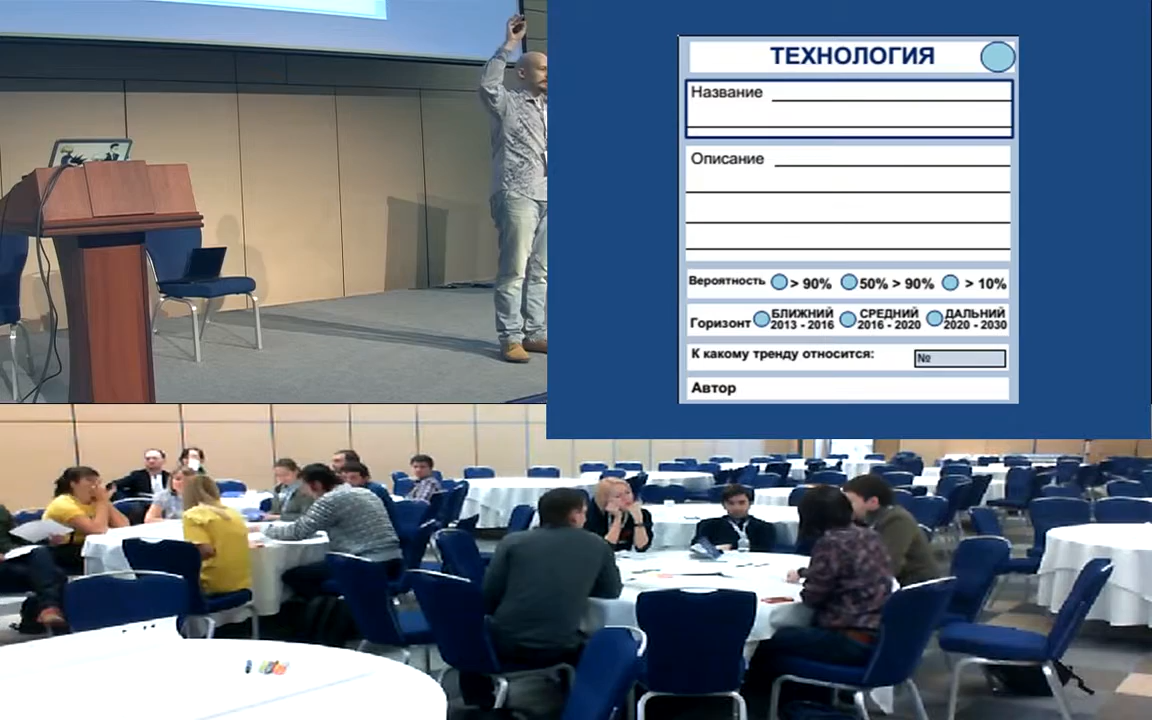 ТЕХНОЛОГИЯ
Название
Описание
Вероятность > 90% 50% > 90% > 10%
Горизонт БЛИЖНИЙ 2013 - 2016 СРЕДНИЙ 2016 - 2020 ДАЛЬНИЙ 2020 - 2030
К какому тренду относится: №
Автор